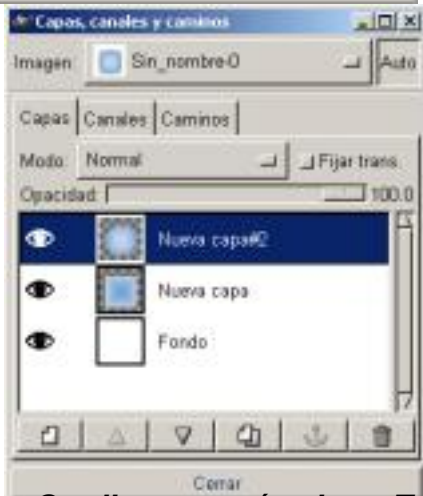 Capas, canales y caminos
Imagen: Sin_nombre-0 Auto
Capas Canales Caminos
Modo: Normal Fijar trans.
Opacidad: 100.0
Nueva capa#2
Nueva capa
Fondo
Cerrar